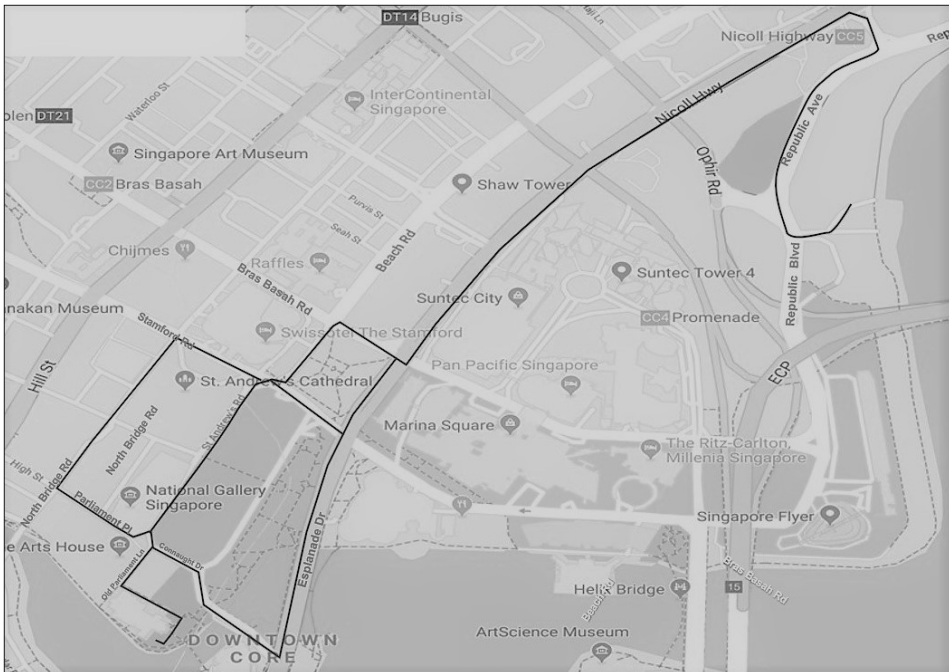 DT14 Bugis
Nicoll Highway CC5
Rep
InterContinental
Singapore
Nicoll Hwy
Republic Ave
Waterloo St
olen DT21
Singapore Art Museum
CC2 Bras Basah
Shaw Tower
Ophir Rd
Purvis St
Seah St
Beach Rd
Chijmes
Raffles
Bras Basah Rd
Suntec Tower 4
Republic Blvd
Suntec City
nakan Museum
Stamford Rd
Swissotel The Stamford
CC4 Promenade
Pan Pacific Singapore
ECP
Hill St
St. Andrew's Cathedral
St Andrew's Rd
North Bridge Rd
Marina Square
The Ritz-Carlton,
Millenia Singapore
High St
North Bridge Rd
National Gallery
Singapore
Parliament Pl
Singapore Flyer
Esplanade Dr
e Arts House
Connaught Dr
Old Parliament Ln
Bras Basah Rd
Helix Bridge
15
Beach Rd
ArtScience Museum
DOWNTOWN
CORE